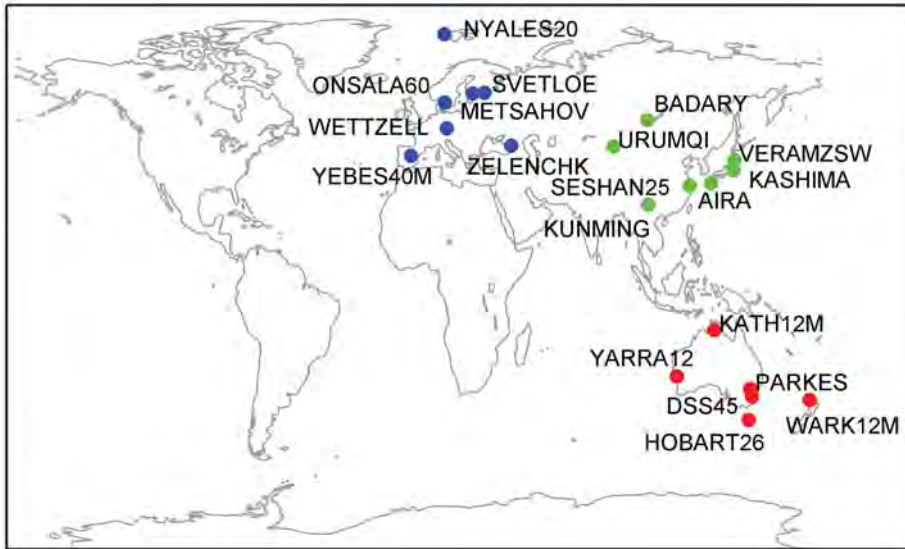 NYALES20
ONSALA60
SVETLOE
METSAHOV
BADARY
WETTZELL
URUMQI
VERAMZSW
YEBES40M
ZELENCHK
KASHIMA
SESHAN25
AIRA
KUNMING
KATH12M
YARRA12
PARKES
DSS45
WARK12M
HOBART26